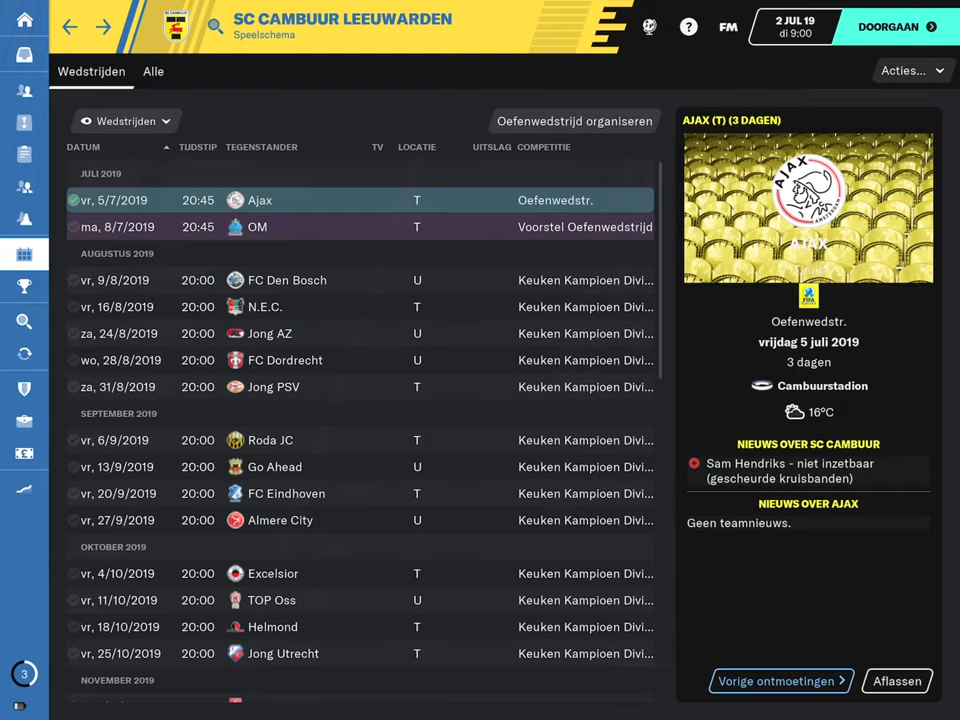 SC CAMBUUR LEEUWARDEN
Speelschema
FM
2 JUL 19
di 9:00
DOORGAAN
Wedstrijden Alle
Acties...
Wedstrijden
Oefenwedstrijd organiseren
DATUM TIJDSTIP TEGENSTANDER TV LOCATIE UITSLAG COMPETITIE
JULI 2019
vr, 5/7/2019 20:45 Ajax T Oefenwedstr.
ma, 8/7/2019 20:45 OM T Voorstel Oefenwedstrijd
AUGUSTUS 2019
vr, 9/8/2019 20:00 FC Den Bosch U Keuken Kampioen Divi...
vr, 16/8/2019 20:00 N.E.C. T Keuken Kampioen Divi...
za, 24/8/2019 20:00 Jong AZ U Keuken Kampioen Divi...
wo, 28/8/2019 20:00 FC Dordrecht U Keuken Kampioen Divi...
za, 31/8/2019 20:00 Jong PSV T Keuken Kampioen Divi...
SEPTEMBER 2019
vr, 6/9/2019 20:00 Roda JC T Keuken Kampioen Divi...
vr, 13/9/2019 20:00 Go Ahead U Keuken Kampioen Divi...
vr, 20/9/2019 20:00 FC Eindhoven T Keuken Kampioen Divi...
vr, 27/9/2019 20:00 Almere City U Keuken Kampioen Divi...
OKTOBER 2019
vr, 4/10/2019 20:00 Excelsior T Keuken Kampioen Divi...
vr, 11/10/2019 20:00 TOP Oss U Keuken Kampioen Divi...
vr, 18/10/2019 20:00 Helmond T Keuken Kampioen Divi...
vr, 25/10/2019 20:00 Jong Utrecht T Keuken Kampioen Divi...
NOVEMBER 2019
3
AJAX (T) (3 DAGEN)
AJAX
AMSTERDAM
AJAX
FIFA
Oefenwedstr.
vrijdag 5 juli 2019
3 dagen
Cambuurstadion
16°C
NIEUWS OVER SC CAMBUUR
Sam Hendriks - niet inzetbaar
(gescheurde kruisbanden)
NIEUWS OVER AJAX
Geen teamnieuws.
Vorige ontmoetingen
Aflassen